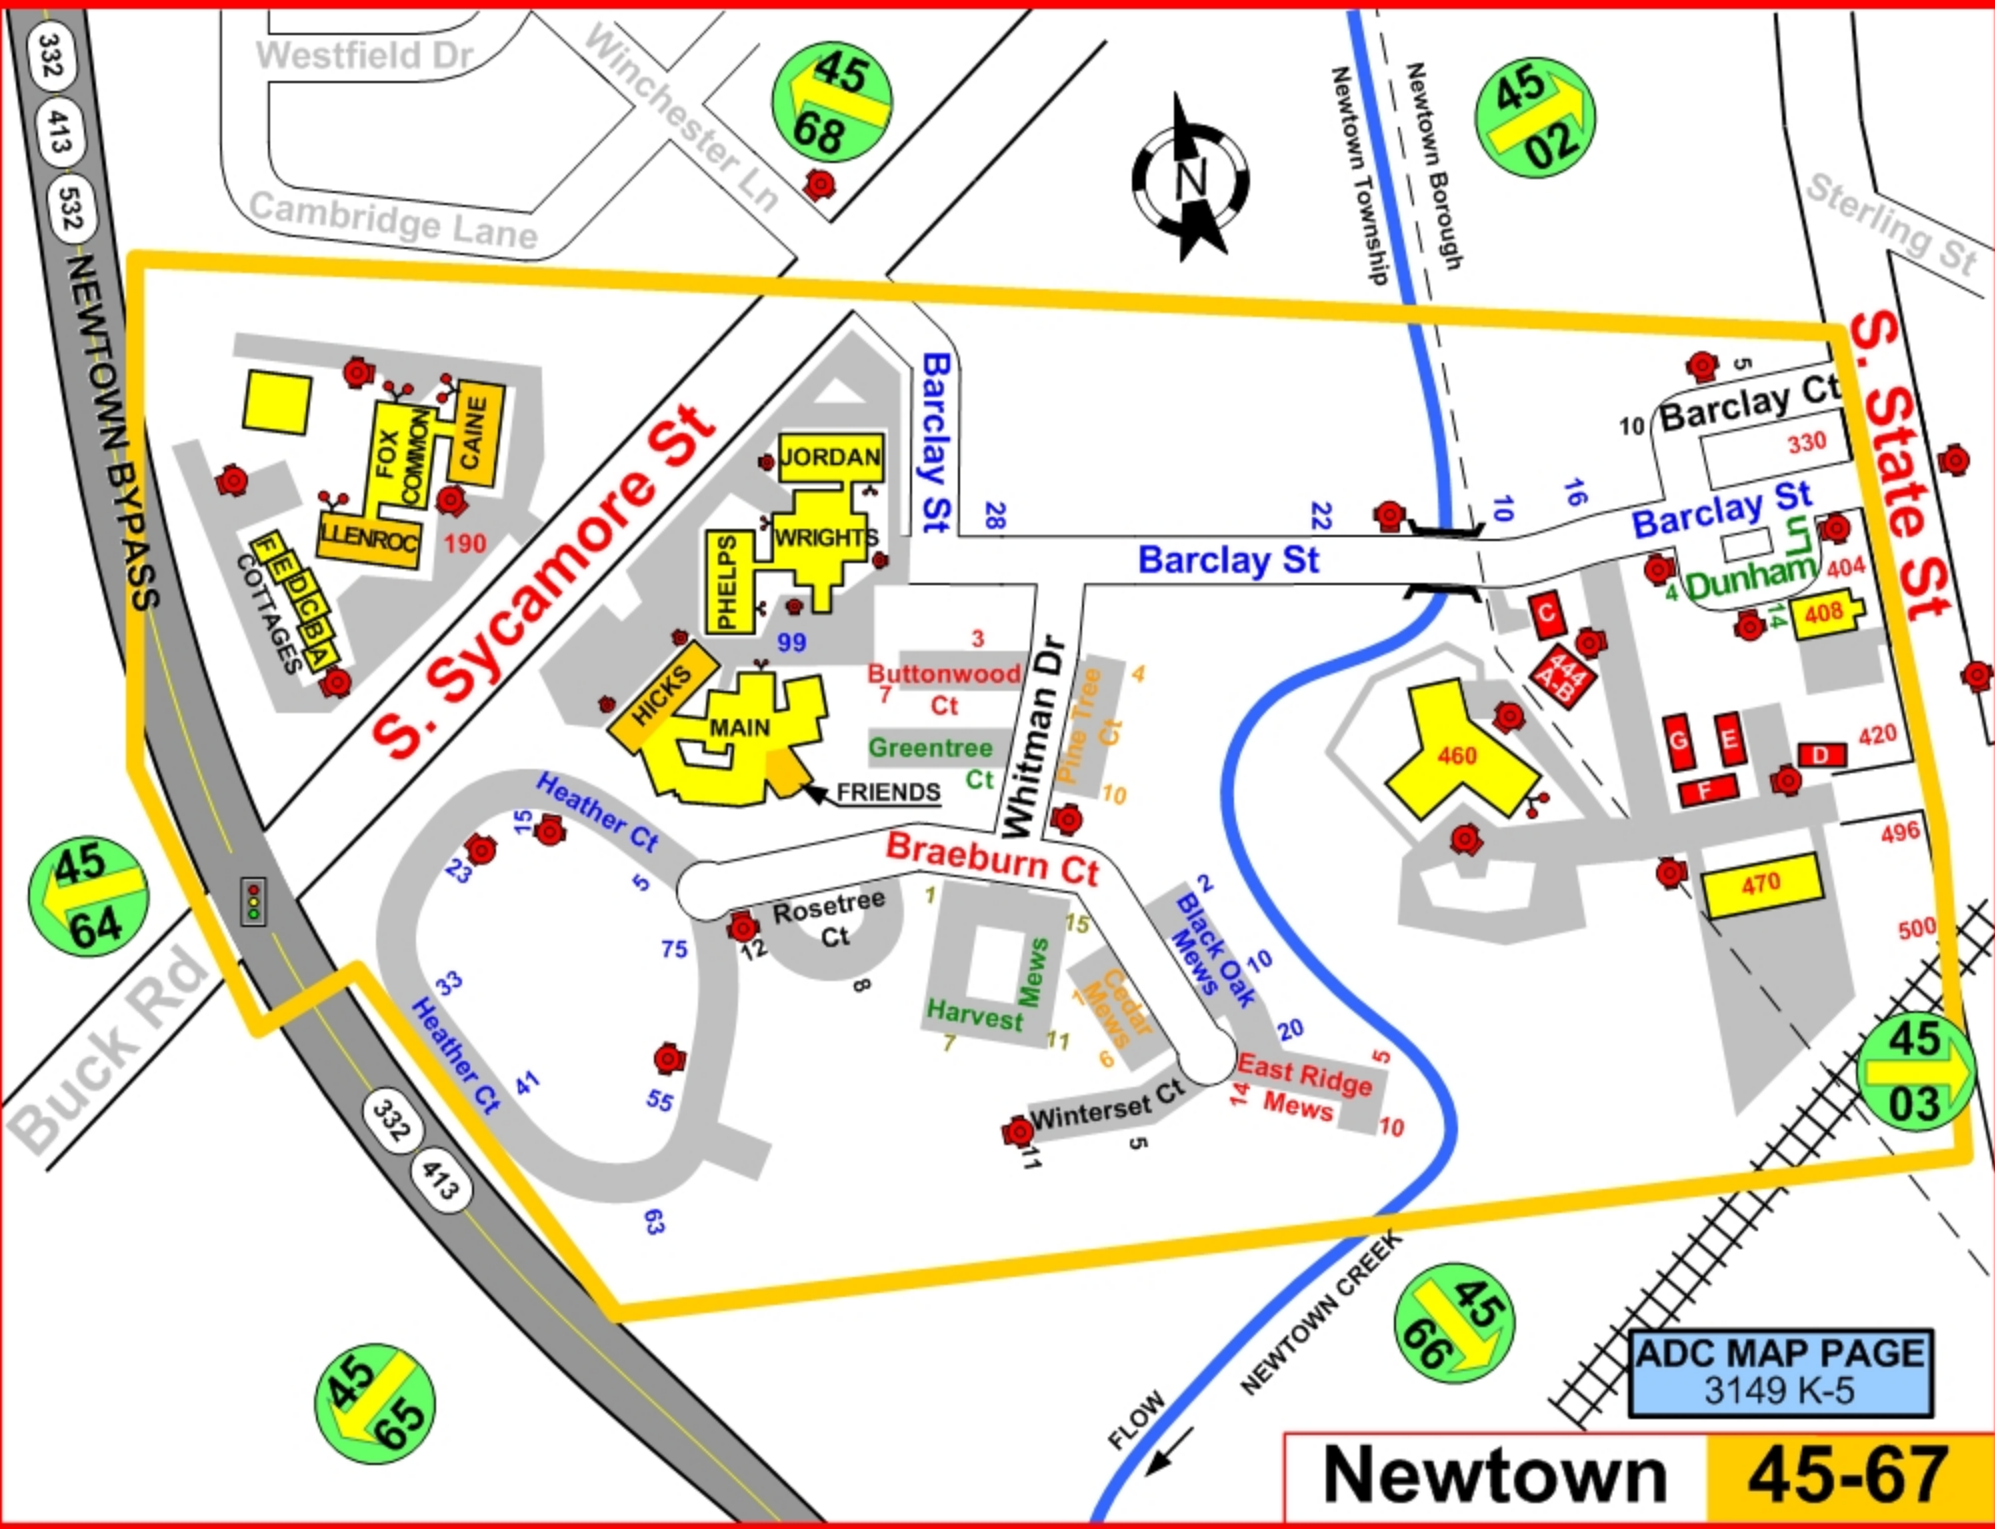 332
413
532
NEWTOWN BYPASS
Westfield Dr
Winchester Ln
Cambridge Lane
45
68
N
Newtown Township
Newtown Borough
45
02
Sterling St
S. State St
S. Sycamore St
Barclay St
FOX
COMMON
CAINE
LLENROC
190
COTTAGES
F
E
D
C
B
A
JORDAN
WRIGHTS
PHELPS
99
HICKS
MAIN
FRIENDS
28
22
Barclay St
10
16
Barclay St
5
Barclay Ct
10
330
Dunham
Ln
4
14
404
408
C
444
A-B
G
E
F
D
420
460
496
470
500
3
Buttonwood
7
Ct
Greentree
Ct
Whitman Dr
Pine Tree
Ct
4
10
Heather Ct
15
23
5
33
Heather Ct
41
55
63
75
Braeburn Ct
Rosetree
Ct
12
8
1
15
Harvest
Mews
7
11
Cedar
Mews
1
6
2
Black Oak
Mews
10
20
East Ridge
Mews
5
14
10
Winterset Ct
11
5
45
64
Buck Rd
332
413
45
65
45
03
45
66
NEWTOWN CREEK
FLOW
ADC MAP PAGE
3149 K-5
Newtown 45-67